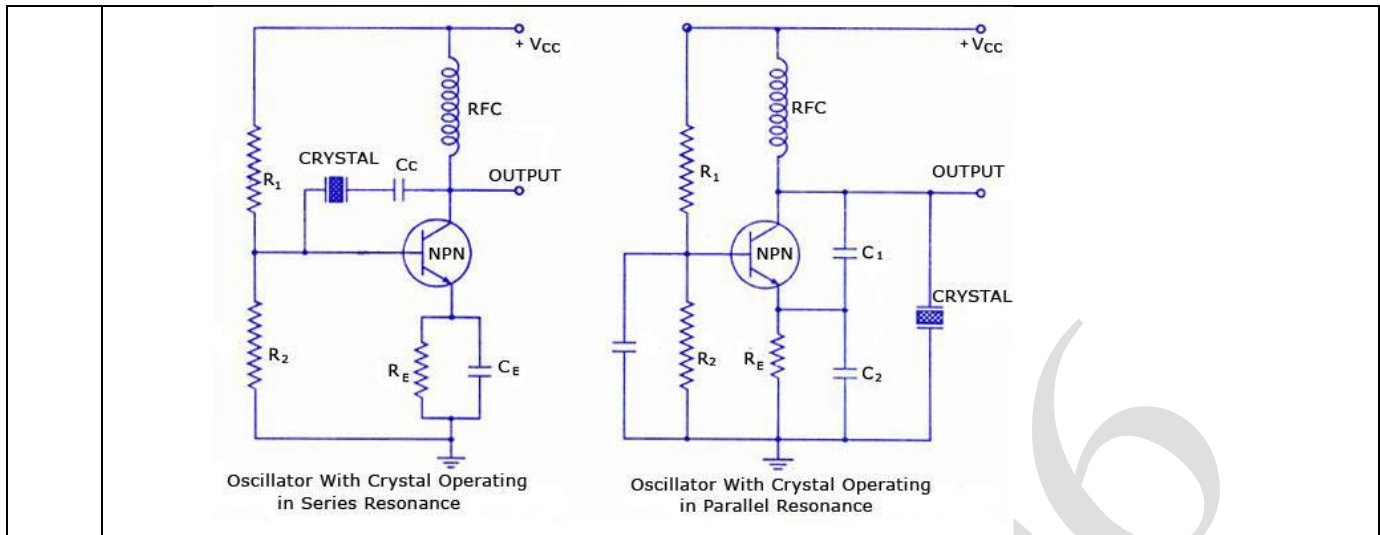 + VCC
RFC
CRYSTAL
CC
R1
OUTPUT
NPN
R2
RE
CE
Oscillator With Crystal Operating
in Series Resonance
+ VCC
RFC
R1
OUTPUT
NPN
C1
CRYSTAL
R2
RE
C2
Oscillator With Crystal Operating
in Parallel Resonance